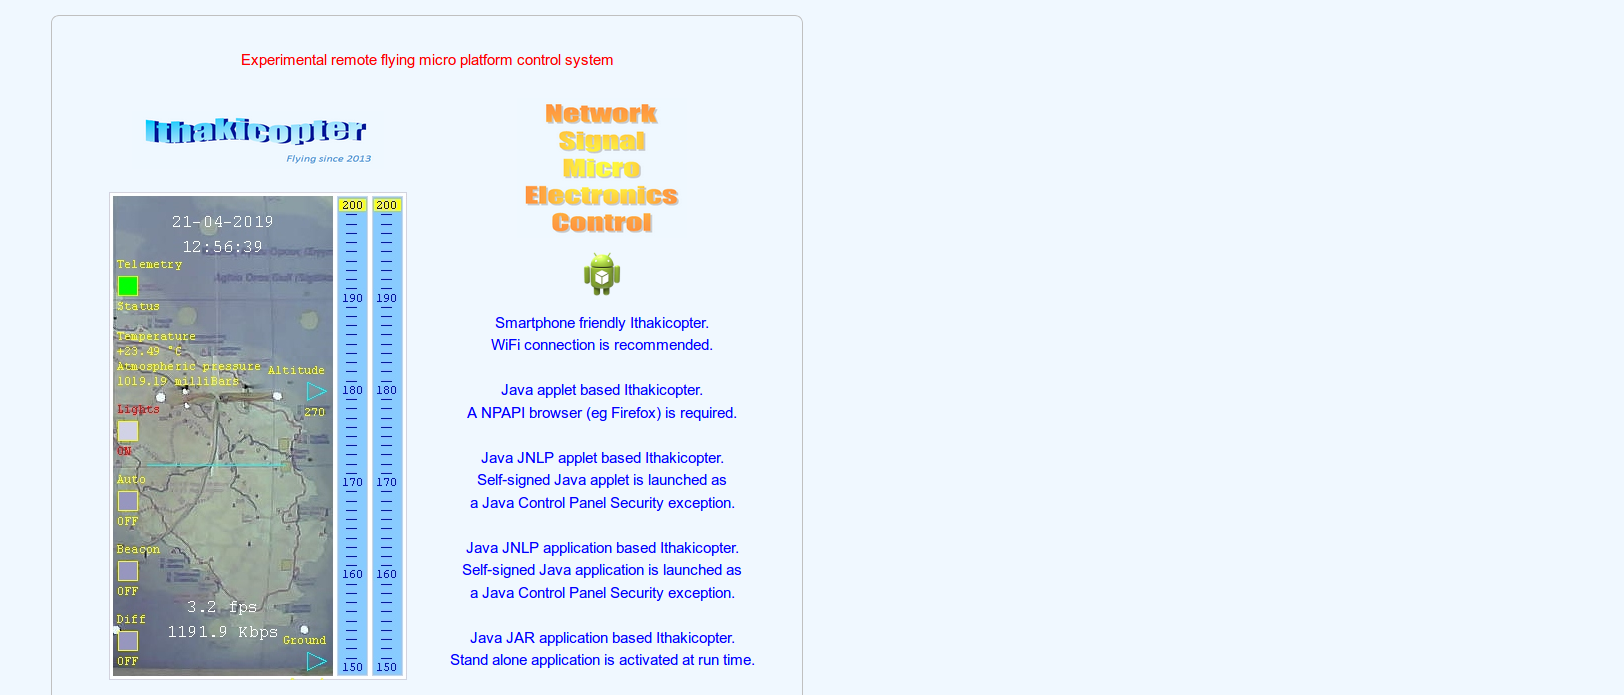 Experimental remote flying micro platform control system
Ithakicopter
Flying since 2013
21-04-2019
12:56:39
Telemetry
Status
Temperature
+23.49 °C
Atmospheric pressure
1019.19 milliBars
Altitude
270
Lights
ON
Auto
OFF
Beacon
OFF
3.2 fps
Diff
1191.9 Kbps
Ground
OFF
200 200
190 190
180 180
170 170
160 160
150 150
Network
Signal
Micro
Electronics
Control
Smartphone friendly Ithakicopter.
WiFi connection is recommended.
Java applet based Ithakicopter.
A NPAPI browser (eg Firefox) is required.
Java JNLP applet based Ithakicopter.
Self-signed Java applet is launched as
a Java Control Panel Security exception.
Java JNLP application based Ithakicopter.
Self-signed Java application is launched as
a Java Control Panel Security exception.
Java JAR application based Ithakicopter.
Stand alone application is activated at run time.